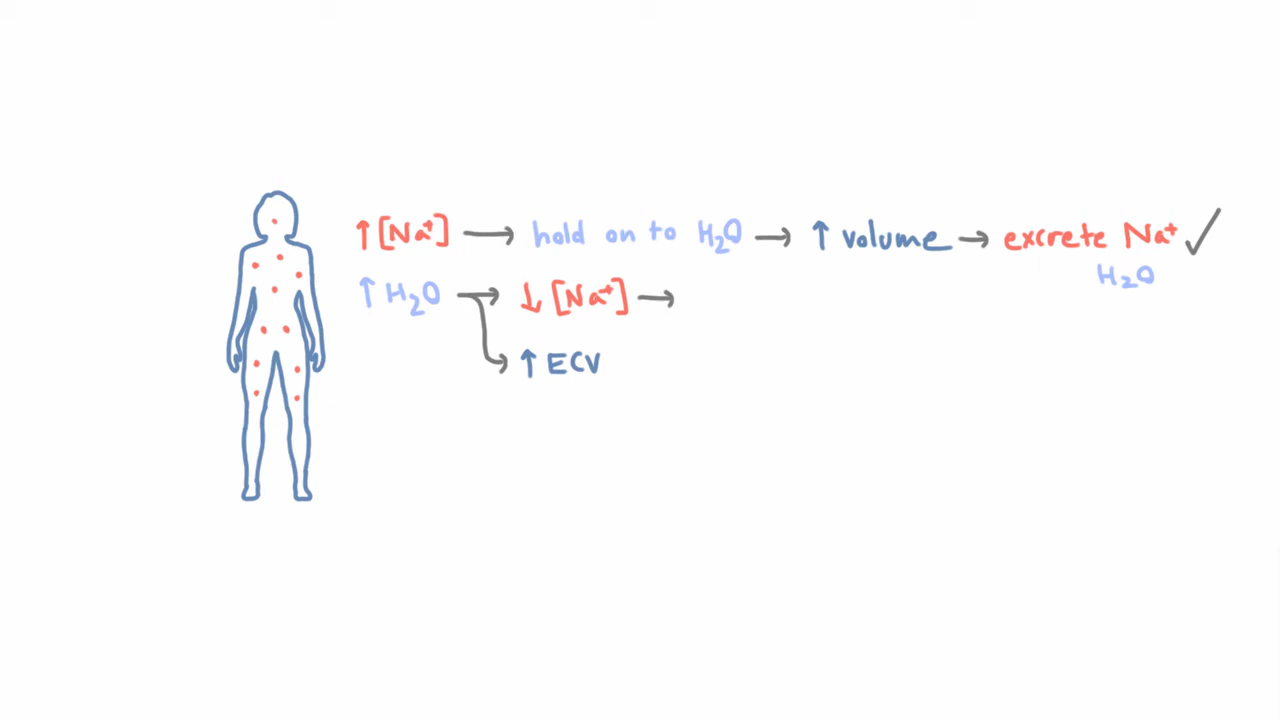 ↑[Na⁺] → hold on to H₂O → ↑ volume → excrete Na⁺ ✓
H₂O
↑ H₂O → ↓ [Na⁺] →
→ ↑ ECV